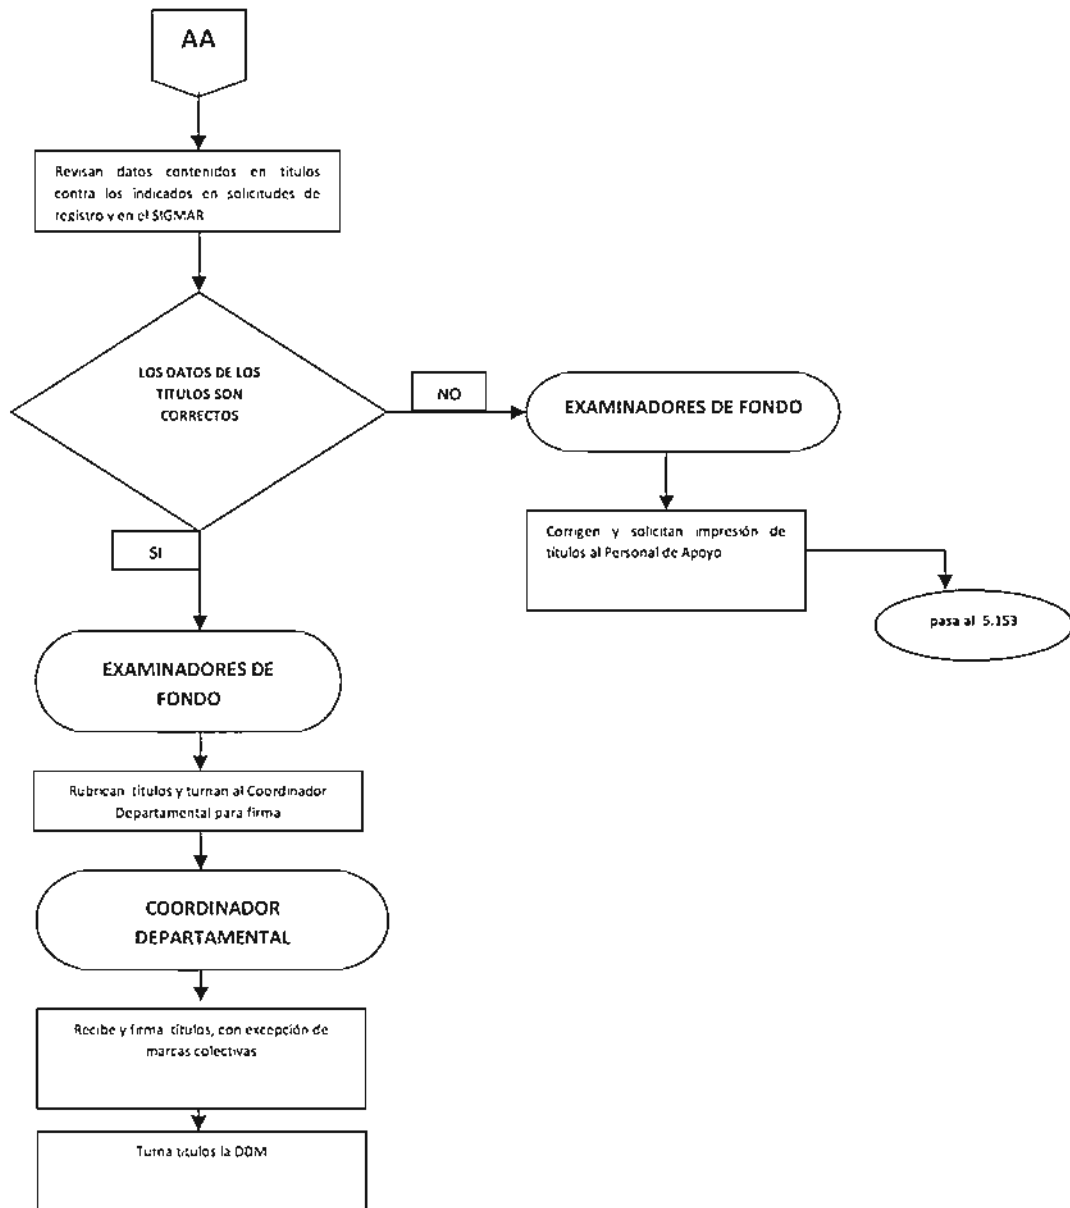 AA
Revisan datos contenidos en titulos
contra los indicados en solicitudes de
registro y en el SIGMAR
LOS DATOS DE LOS
TITULOS SON
CORRECTOS
NO
EXAMINADORES DE FONDO
Corrigen y solicitan impresión de
títulos al Personal de Apoyo
pasa al 5.153
SI
EXAMINADORES DE
FONDO
Rubrican títulos y turnan al Coordinador
Departamental para firma
COORDINADOR
DEPARTAMENTAL
Recibe y firma títulos, con excepción de
marcas colectivas
Turna titulos la DDM